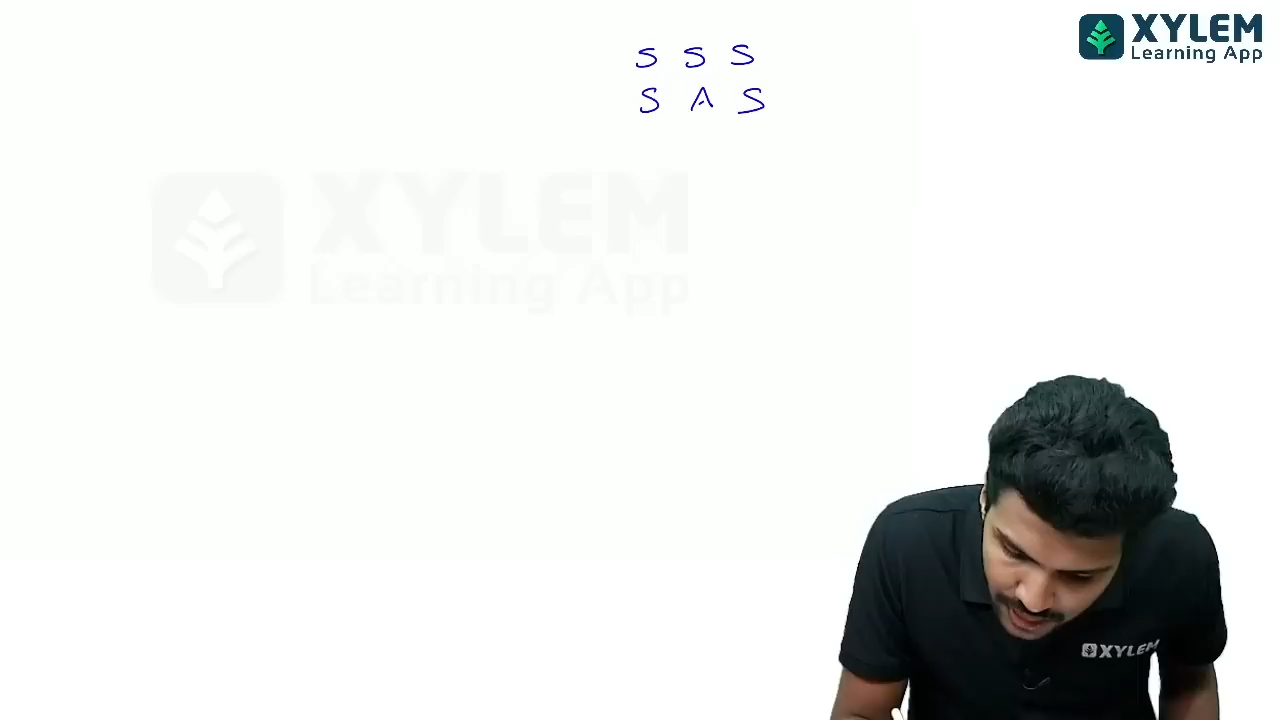 XYLEM
Learning App
S S S
S A S
XYLEM
Learning App
XYLEM